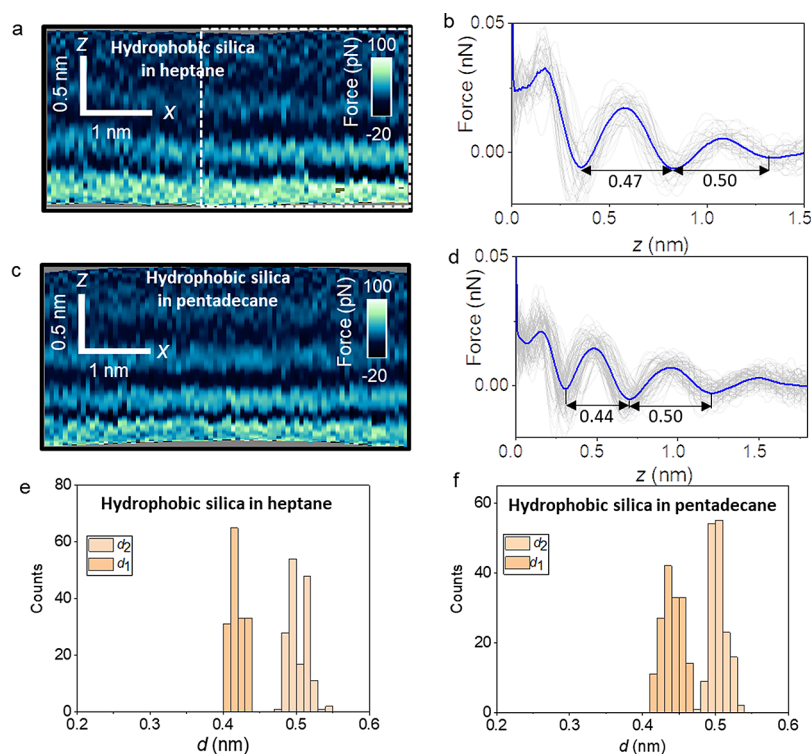 a
Hydrophobic silica
in heptane
z
0.5 nm
1 nm
x
Force (pN)
100
-20
b
Force (nN)
0.05
0.00
0.47
0.50
0.0 0.5 1.0 1.5
z (nm)
c
Hydrophobic silica
in pentadecane
z
0.5 nm
1 nm
x
Force (pN)
100
-20
d
Force (nN)
0.05
0.00
0.44
0.50
0.0 0.5 1.0 1.5
z (nm)
e
Hydrophobic silica in heptane
d2
d1
Counts
80
60
40
20
0
0.2 0.3 0.4 0.5 0.6
d (nm)
f
Hydrophobic silica in pentadecane
d2
d1
Counts
60
40
20
0
0.2 0.3 0.4 0.5 0.6
d (nm)